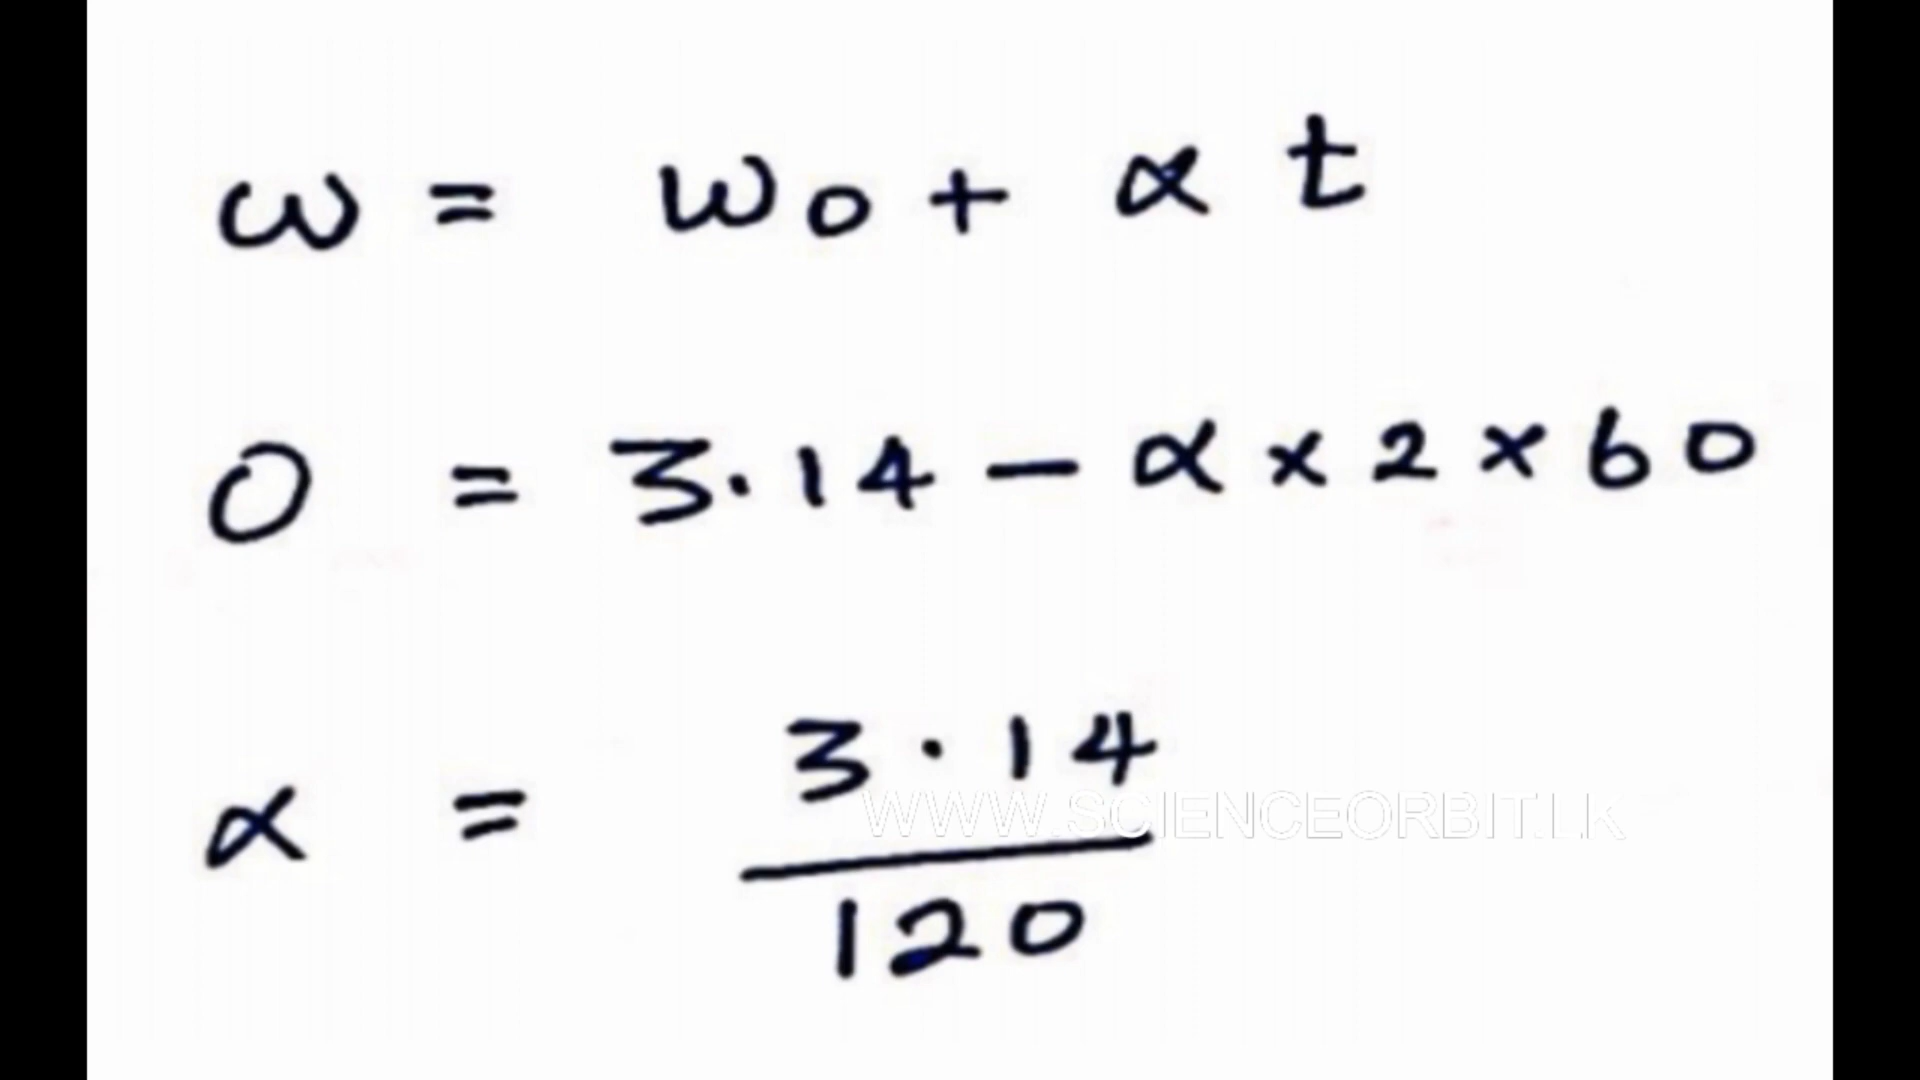 ω = ω0 + α t
0 = 3.14 - α × 2 × 60
α = 3.14 / 120
WWW.SCIENCEORBIT.LK